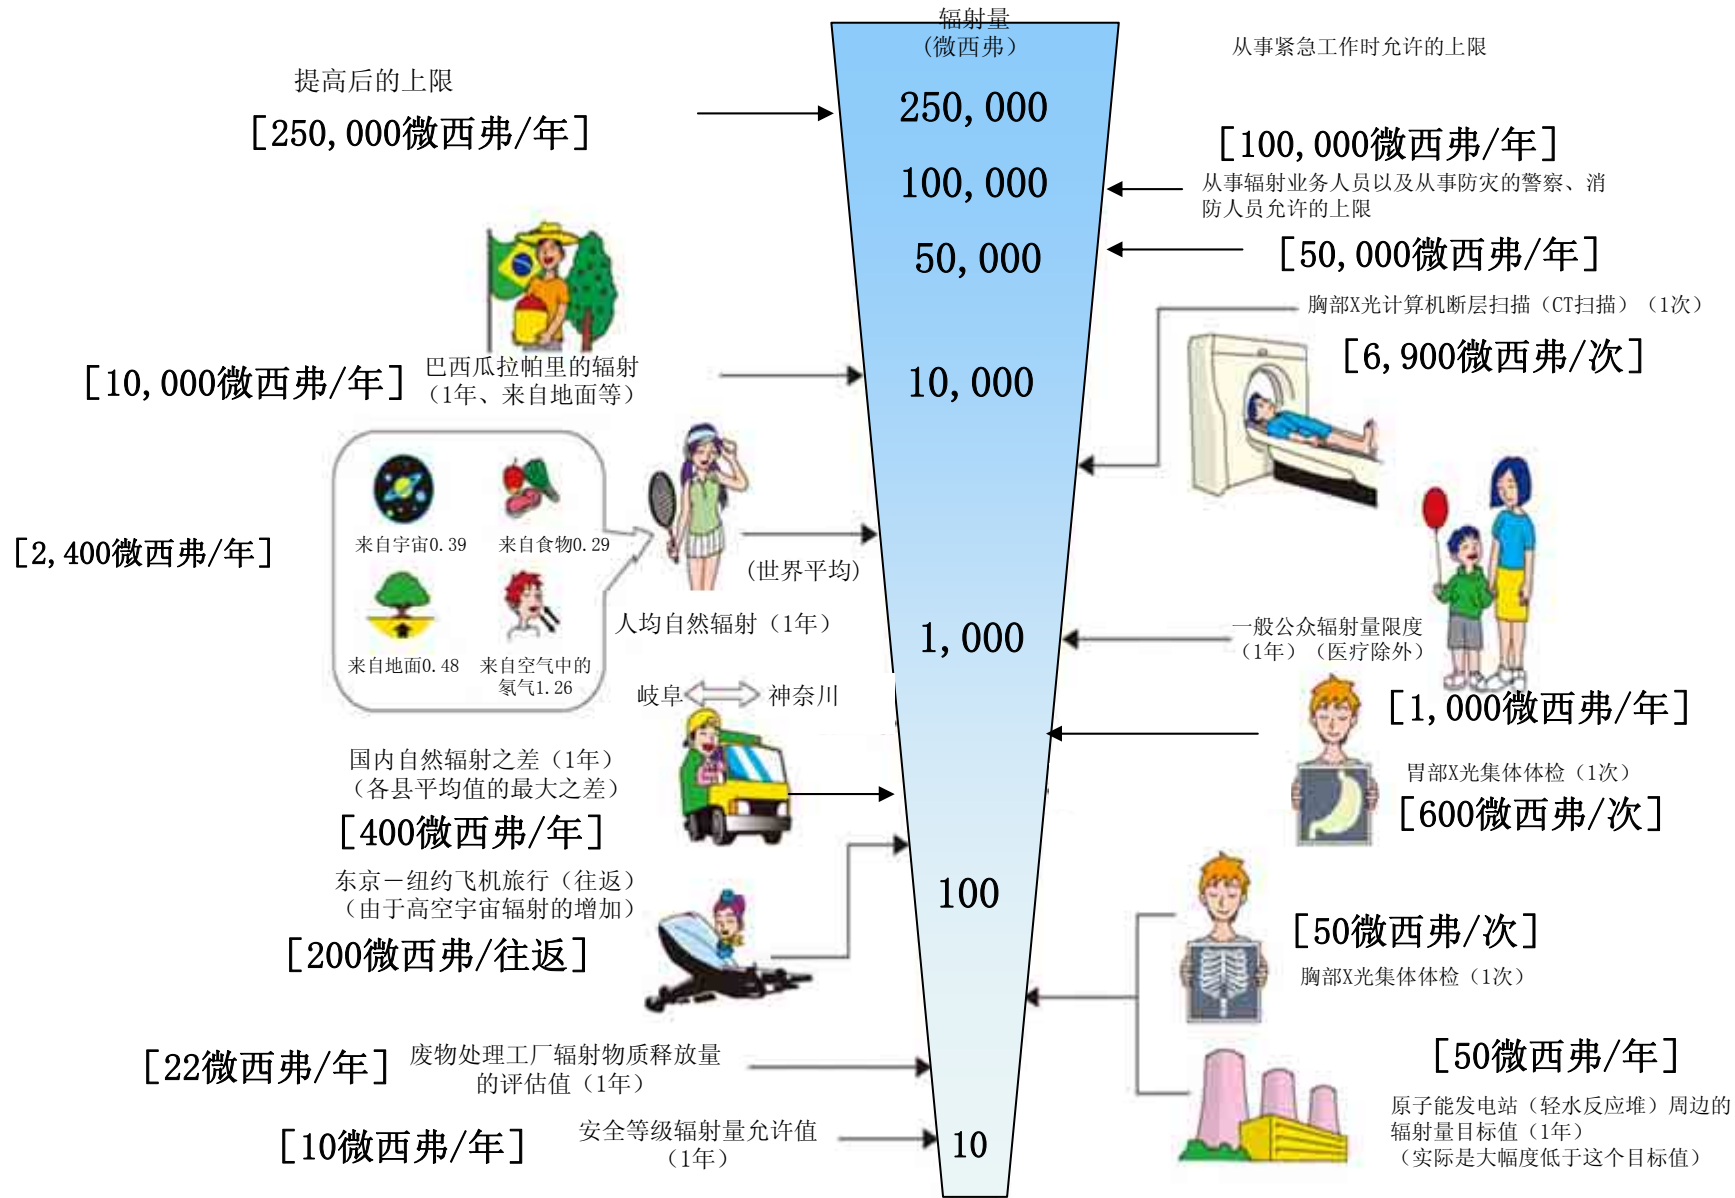 辐射量
(微西弗）
从事紧急工作时允许的上限
提高后的上限
[250,000微西弗/年]
250,000
[100,000微西弗/年]
100,000
从事辐射业务人员以及从事防灾的警察、消
防人员允许的上限
50,000
[50,000微西弗/年]
胸部X光计算机断层扫描（CT扫描）（1次）
[6,900微西弗/次]
[10,000微西弗/年]
巴西瓜拉帕里的辐射
（1年、来自地面等）
10,000
来自宇宙0.39
来自食物0.29
[2,400微西弗/年]
(世界平均)
人均自然辐射（1年）
来自地面0.48
来自空气中的
氡气1.26
1,000
一般公众辐射量限度
（1年）（医疗除外）
[1,000微西弗/年]
岐阜
神奈川
国内自然辐射之差（1年）
（各县平均值的最大之差）
[400微西弗/年]
胃部X光集体体检（1次）
[600微西弗/次]
东京－纽约飞机旅行（往返）
（由于高空宇宙辐射的增加）
[200微西弗/往返]
100
[50微西弗/次]
胸部X光集体体检（1次）
[22微西弗/年]
废物处理工厂辐射物质释放量
的评估值（1年）
[50微西弗/年]
原子能发电站（轻水反应堆）周边的
辐射量目标值（1年）
（实际是大幅度低于这个目标值）
[10微西弗/年]
安全等级辐射量允许值
（1年）
10